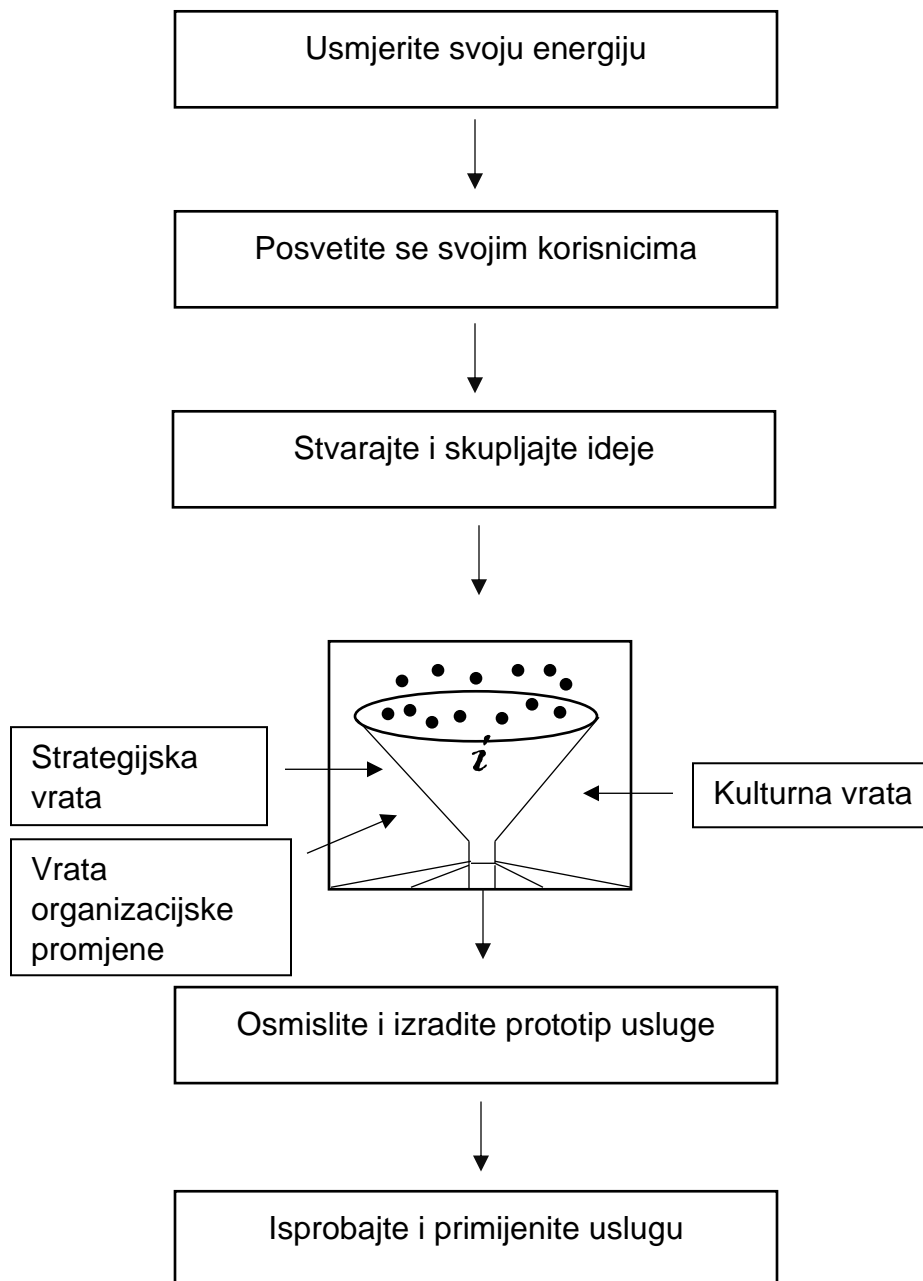 Usmjerite svoju energiju
Posvetite se svojim korisnicima
Stvarajte i skupljajte ideje
i
Strategijska
vrata
Kulturna vrata
Vrata
organizacijske
promjene
Osmislite i izradite prototip usluge
Isprobajte i primijenite uslugu